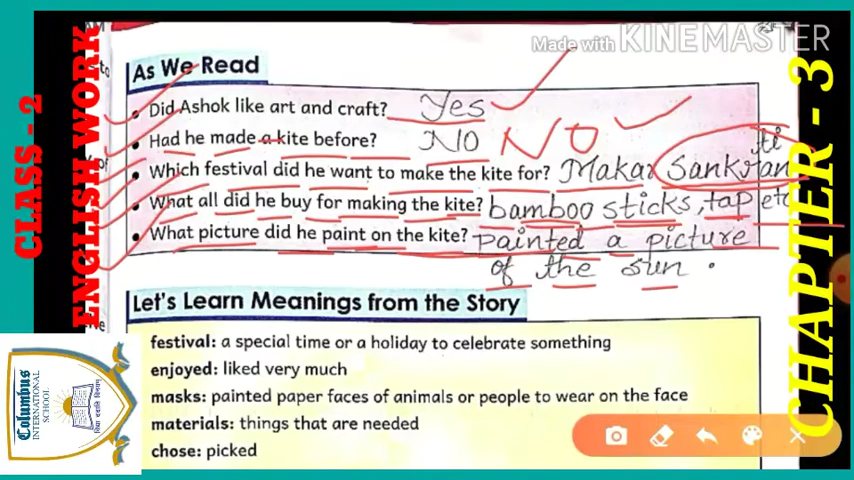 Made with KINEMASTER
CLASS - 2
ENGLISH WORK
CHAPTER - 3
As We Read
• Did Ashok like art and craft? Yes
• Had he made a kite before? NO NO
• Which festival did he want to make the kite for? Makar Sankranti
• What all did he buy for making the kite? bamboo sticks, tap etc
• What picture did he paint on the kite? painted a picture
of the sun.
Let's Learn Meanings from the Story
festival: a special time or a holiday to celebrate something
enjoyed: liked very much
masks: painted paper faces of animals or people to wear on the face
materials: things that are needed
chose: picked
Columbus
INTERNATIONAL
SCHOOL